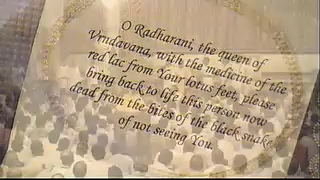 O Radharani, the queen of
Vrndavana, with the medicine of the
red lac from Your lotus feet, please
bring back to life this person now
dead from the bites of the black snake
of not seeing You.